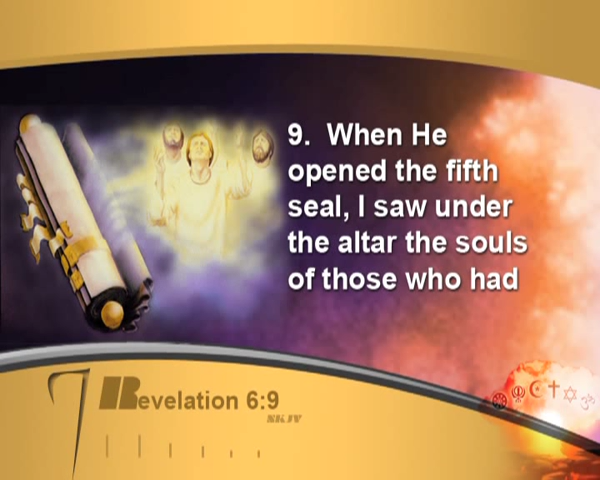 9. When He
opened the fifth
seal, I saw under
the altar the souls
of those who had
Revelation 6:9
NKJV